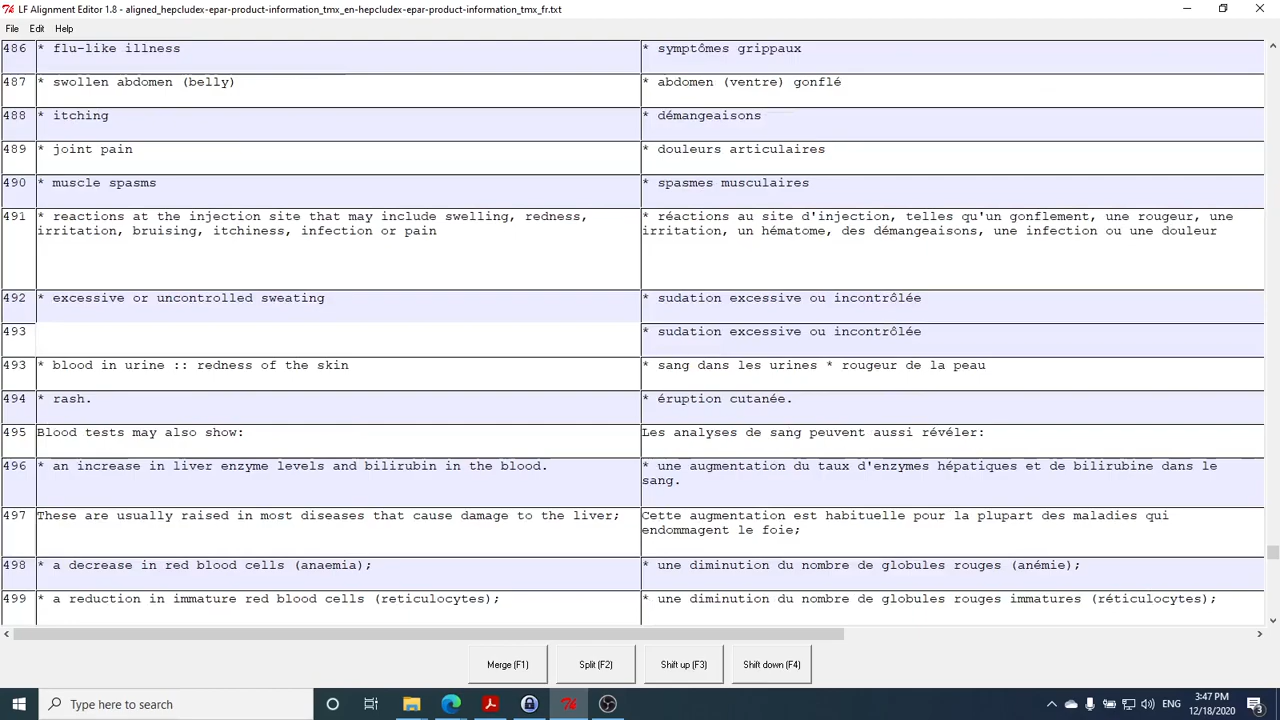 LF Alignment Editor 1.8 - aligned_hepcludex-epar-product-information_tmx_en-hepcludex-epar-product-information_tmx_fr.txt
File Edit Help
486 * flu-like illness * symptômes grippaux
487 * swollen abdomen (belly) * abdomen (ventre) gonflé
488 * itching * démangeaisons
489 * joint pain * douleurs articulaires
490 * muscle spasms * spasmes musculaires
491 * reactions at the injection site that may include swelling, redness, * réactions au site d'injection, telles qu'un gonflement, une rougeur, une
irritation, bruising, itchiness, infection or pain irritation, un hématome, des démangeaisons, une infection ou une douleur
492 * excessive or uncontrolled sweating * sudation excessive ou incontrôlée
493 * sudation excessive ou incontrôlée
493 * blood in urine :: redness of the skin * sang dans les urines * rougeur de la peau
494 * rash. * éruption cutanée.
495 Blood tests may also show: Les analyses de sang peuvent aussi révéler:
496 * an increase in liver enzyme levels and bilirubin in the blood. * une augmentation du taux d'enzymes hépatiques et de bilirubine dans le
sang.
497 These are usually raised in most diseases that cause damage to the liver; Cette augmentation est habituelle pour la plupart des maladies qui
endommagent le foie;
498 * a decrease in red blood cells (anaemia); * une diminution du nombre de globules rouges (anémie);
499 * a reduction in immature red blood cells (reticulocytes); * une diminution du nombre de globules rouges immatures (réticulocytes);
Merge (F1) Split (F2) Shift up (F3) Shift down (F4)
Type here to search
ENG
3:47 PM
12/18/2020
3